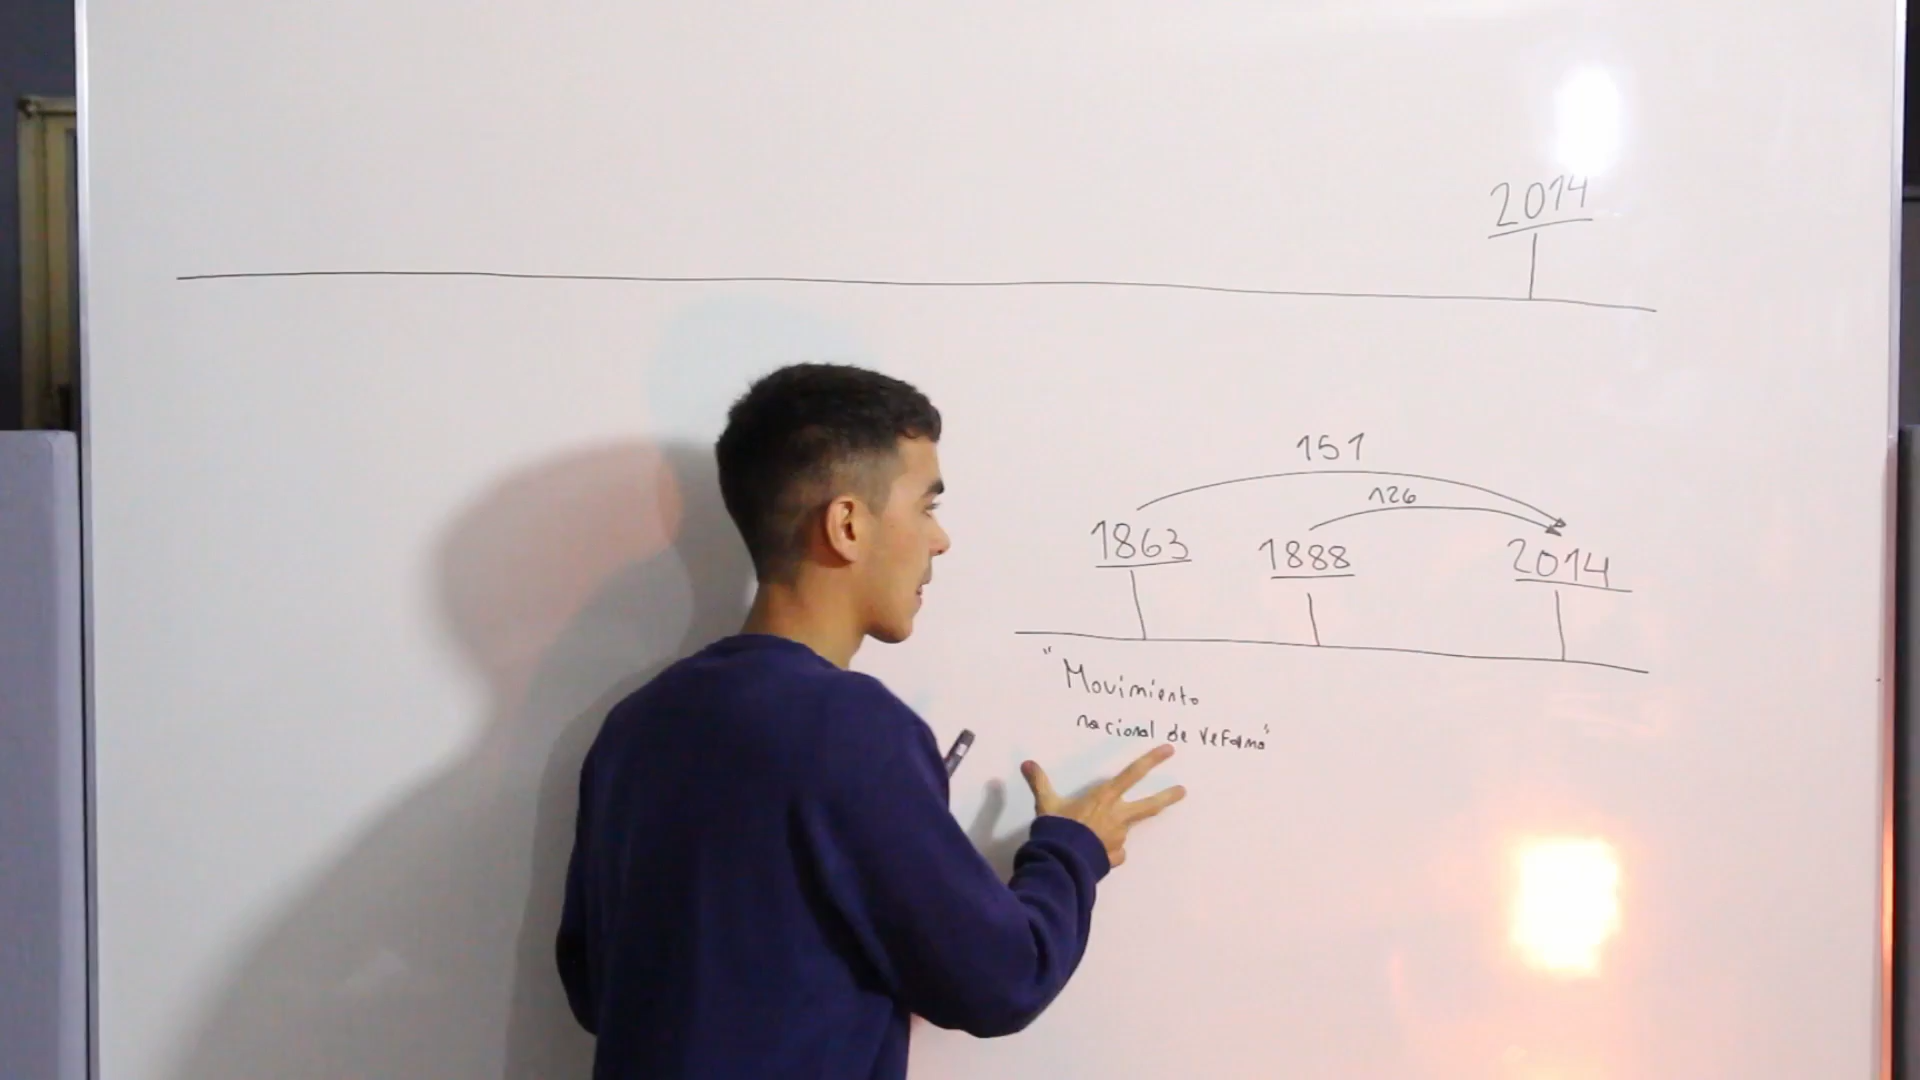 2014
151
126
1863 1888 2014
"Movimiento
nacional de reforma"